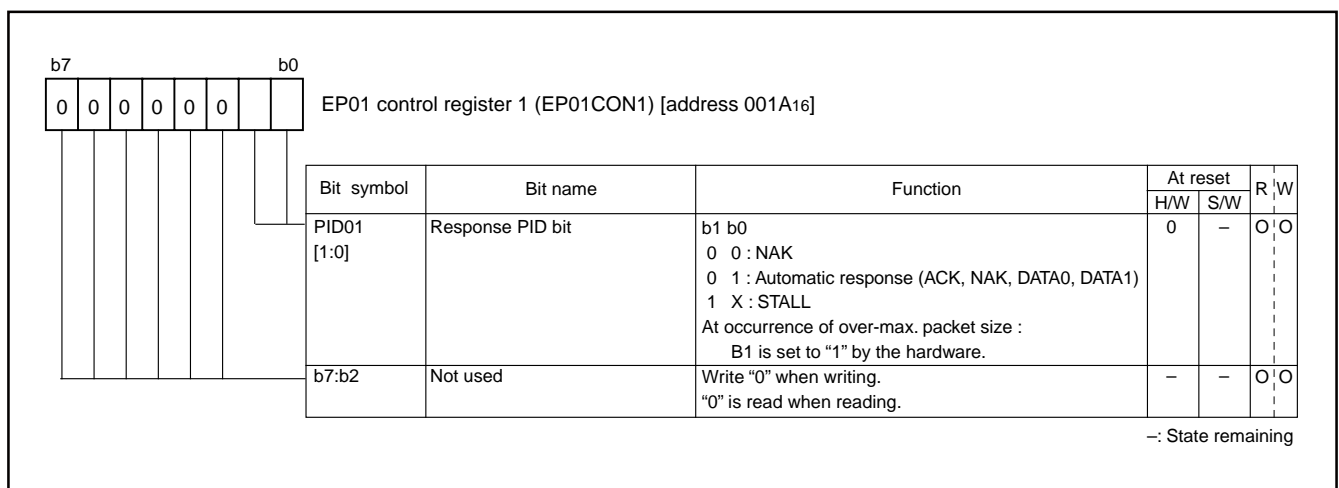 b7 b0
0 0 0 0 0 0 EP01 control register 1 (EP01CON1) [address 001A16]
Bit symbol Bit name Function At reset R W
H/W S/W
PID01 Response PID bit b1 b0 0 – O O
[1:0] 0 0 : NAK
0 1 : Automatic response (ACK, NAK, DATA0, DATA1)
1 X : STALL
At occurrence of over-max. packet size :
B1 is set to “1” by the hardware.
b7:b2 Not used Write “0” when writing. – – O O
“0” is read when reading.
–: State remaining